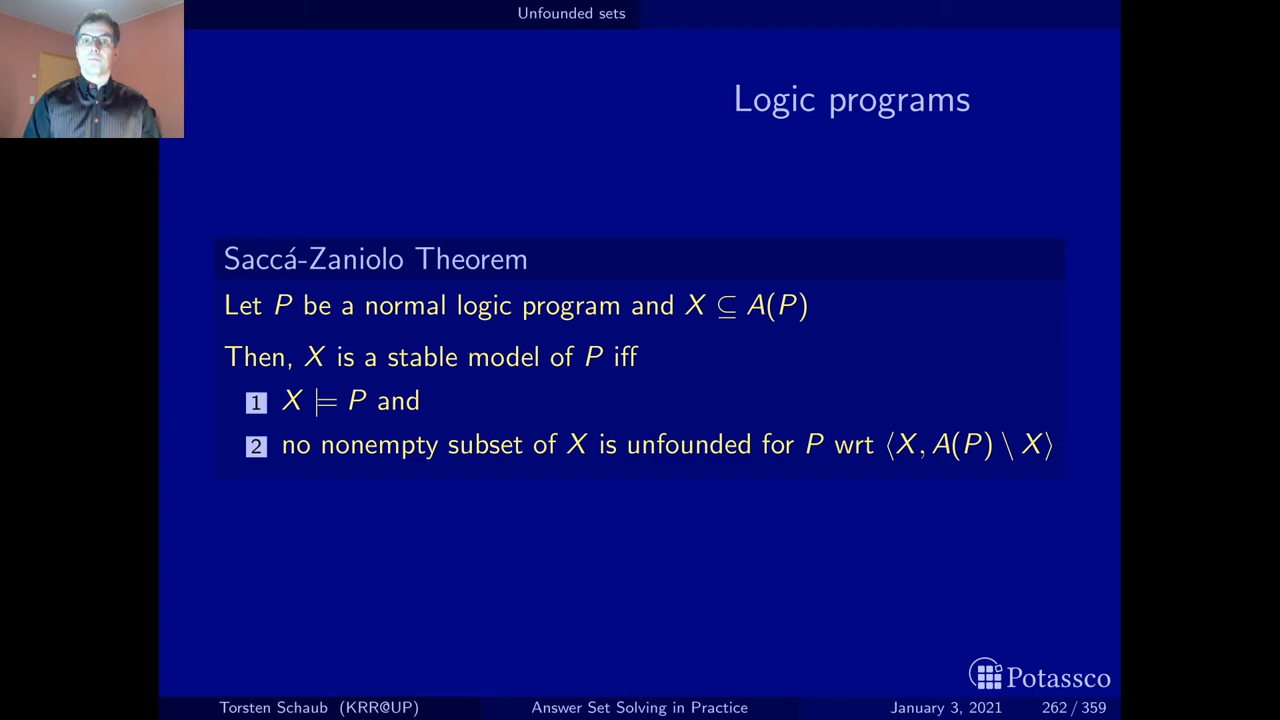 Unfounded sets
Logic programs
Saccá-Zaniolo Theorem
Let P be a normal logic program and X ⊆ A(P)
Then, X is a stable model of P iff
1 X ⊨ P and
2 no nonempty subset of X is unfounded for P wrt ⟨X, A(P) \ X⟩
Potassco
Torsten Schaub (KRR@UP) Answer Set Solving in Practice January 3, 2021 262 / 359